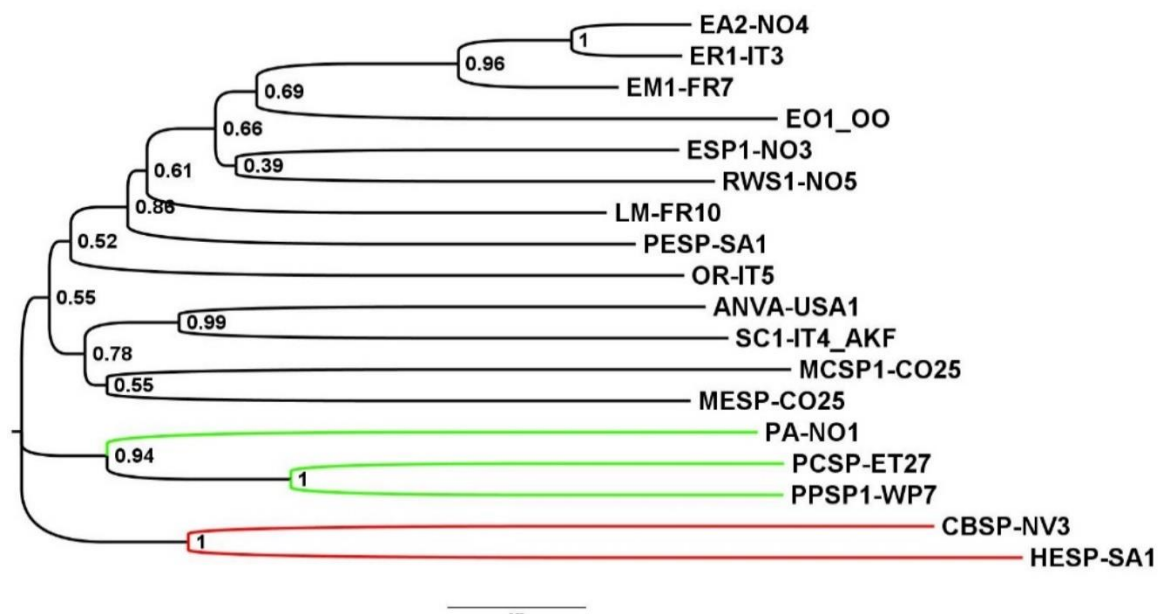 EA2-NO4
1
ER1-IT3
0.96
EM1-FR7
0.69
EO1_OO
0.66
ESP1-NO3
0.39
RWS1-NO5
0.61
0.86
LM-FR10
0.52
PESP-SA1
OR-IT5
0.55
ANVA-USA1
0.99
SC1-IT4_AKF
0.78
MCSP1-CO25
0.55
MESP-CO25
PA-NO1
0.94
PCSP-ET27
1
PPSP1-WP7
CBSP-NV3
1
HESP-SA1